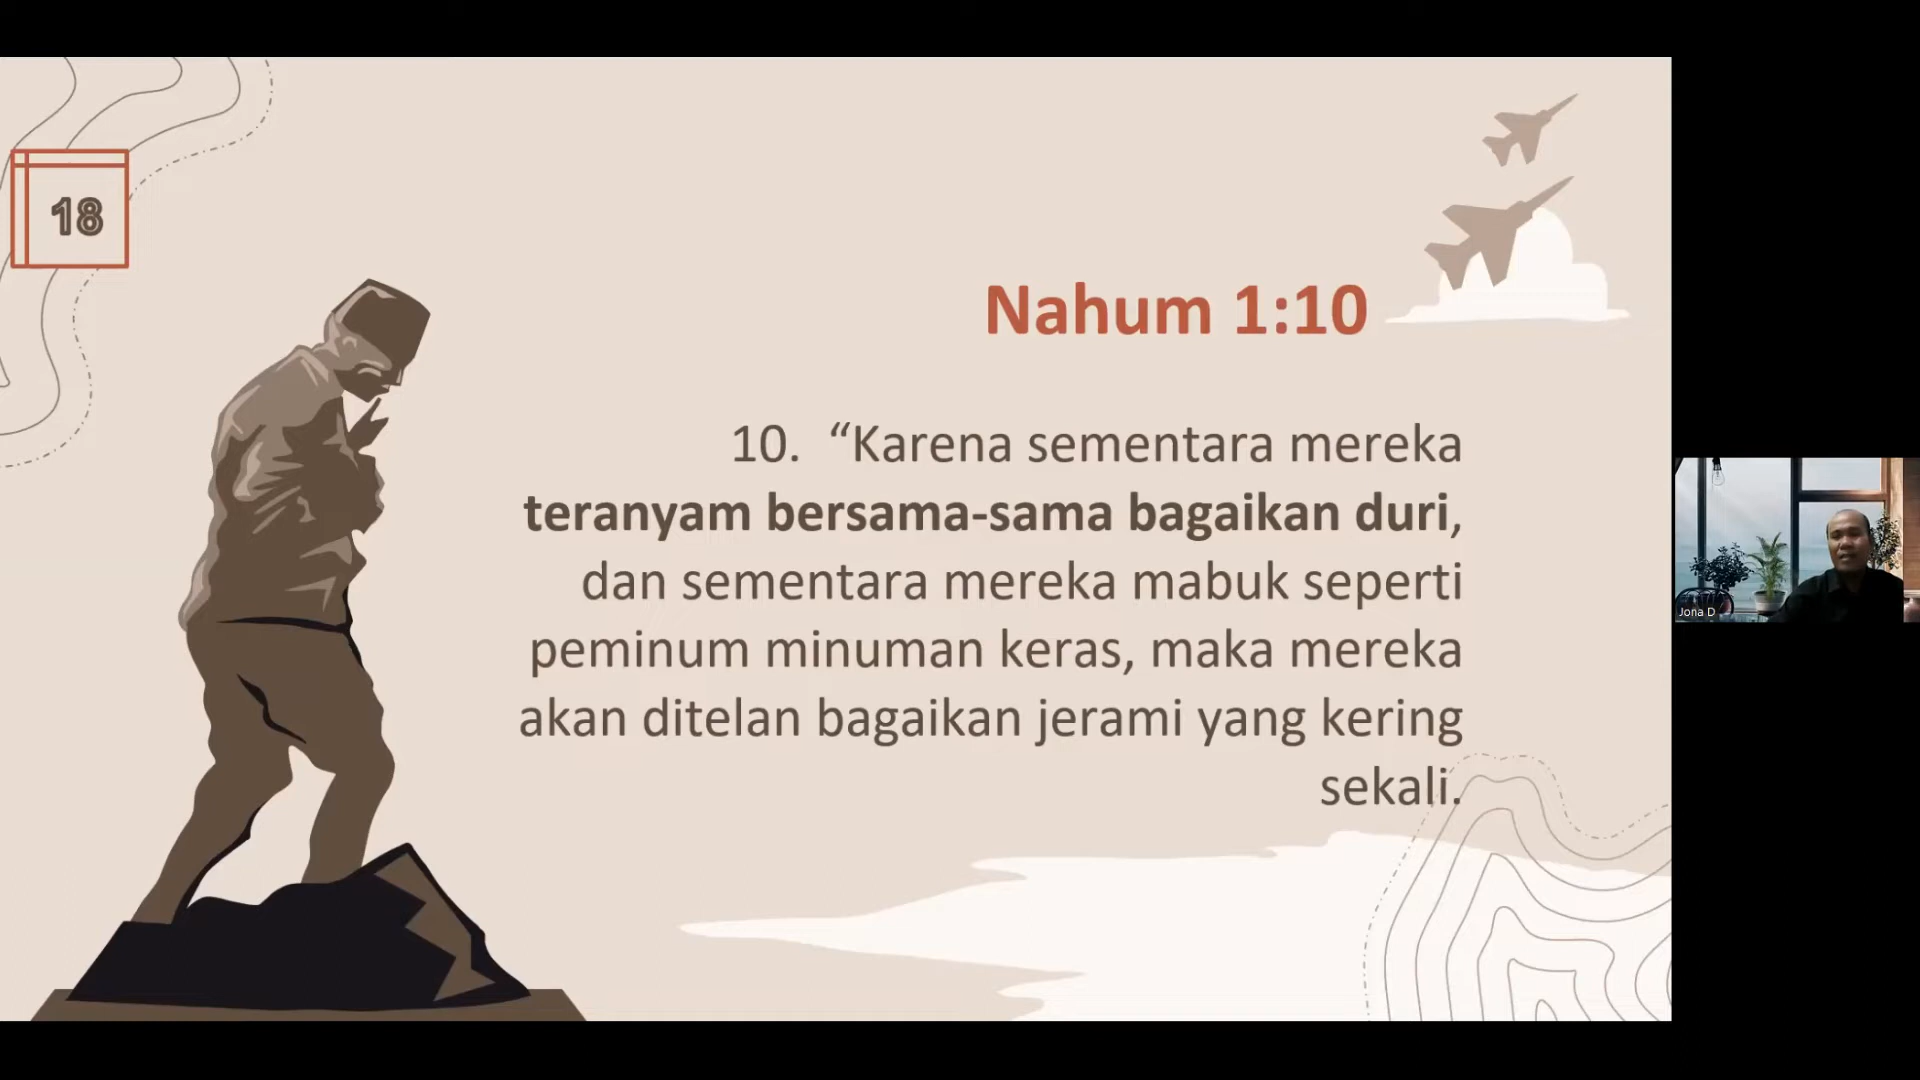 18
Nahum 1:10
10. “Karena sementara mereka
teranyam bersama-sama bagaikan duri,
dan sementara mereka mabuk seperti
peminum minuman keras, maka mereka
akan ditelan bagaikan jerami yang kering
sekali.
Jona D